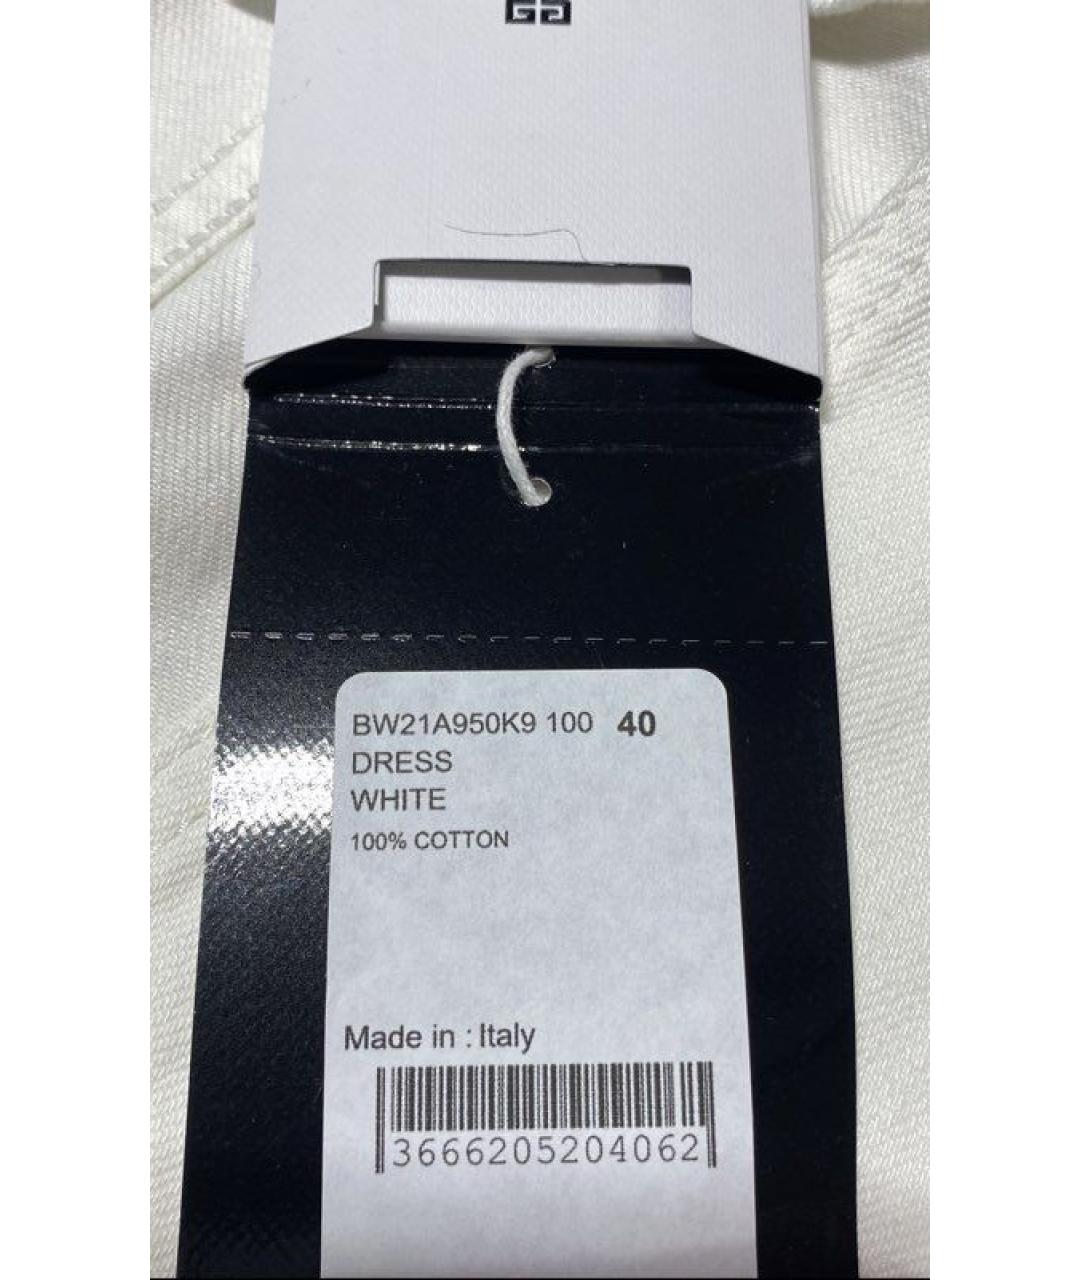 BW21A950K9 100 40
DRESS
WHITE
100% COTTON
Made in : Italy
3666205204062